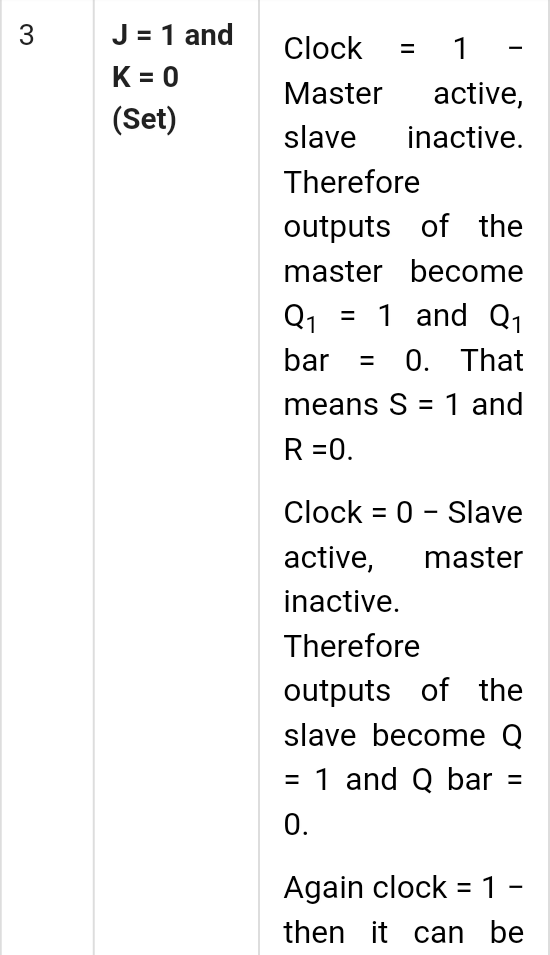 3
J = 1 and
K = 0
(Set)
Clock = 1 −
Master active,
slave inactive.
Therefore
outputs of the
master become
Q₁ = 1 and Q₁
bar = 0. That
means S = 1 and
R =0.
Clock = 0 − Slave
active, master
inactive.
Therefore
outputs of the
slave become Q
= 1 and Q bar =
0.
Again clock = 1 −
then it can be